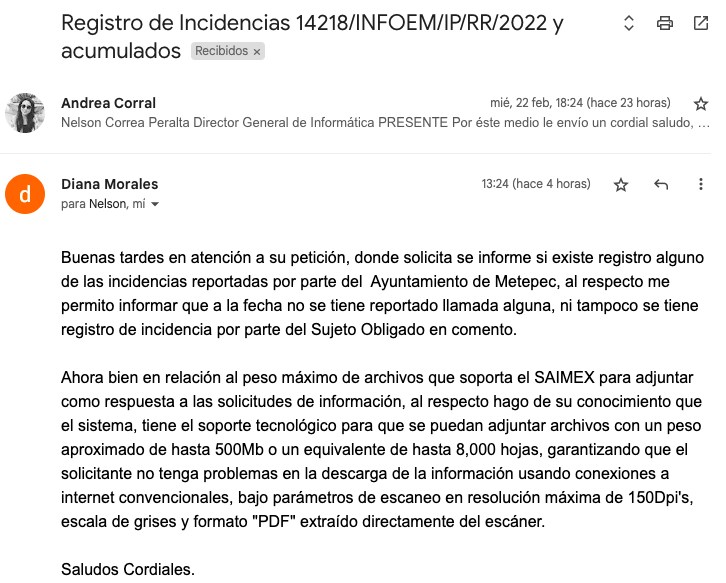 Registro de Incidencias 14218/INFOEM/IP/RR/2022 y
acumulados Recibidos ×
Andrea Corral mié, 22 feb, 18:24 (hace 23 horas)
Nelson Correa Peralta Director General de Informática PRESENTE Por éste medio le envío un cordial saludo, …
d
Diana Morales 13:24 (hace 4 horas)
para Nelson, mí
Buenas tardes en atención a su petición, donde solicita se informe si existe registro alguno
de las incidencias reportadas por parte del  Ayuntamiento de Metepec, al respecto me
permito informar que a la fecha no se tiene reportado llamada alguna, ni tampoco se tiene
registro de incidencia por parte del Sujeto Obligado en comento.
Ahora bien en relación al peso máximo de archivos que soporta el SAIMEX para adjuntar
como respuesta a las solicitudes de información, al respecto hago de su conocimiento que
el sistema, tiene el soporte tecnológico para que se puedan adjuntar archivos con un peso
aproximado de hasta 500Mb o un equivalente de hasta 8,000 hojas, garantizando que el
solicitante no tenga problemas en la descarga de la información usando conexiones a
internet convencionales, bajo parámetros de escaneo en resolución máxima de 150Dpi's,
escala de grises y formato "PDF" extraído directamente del escáner.
Saludos Cordiales.